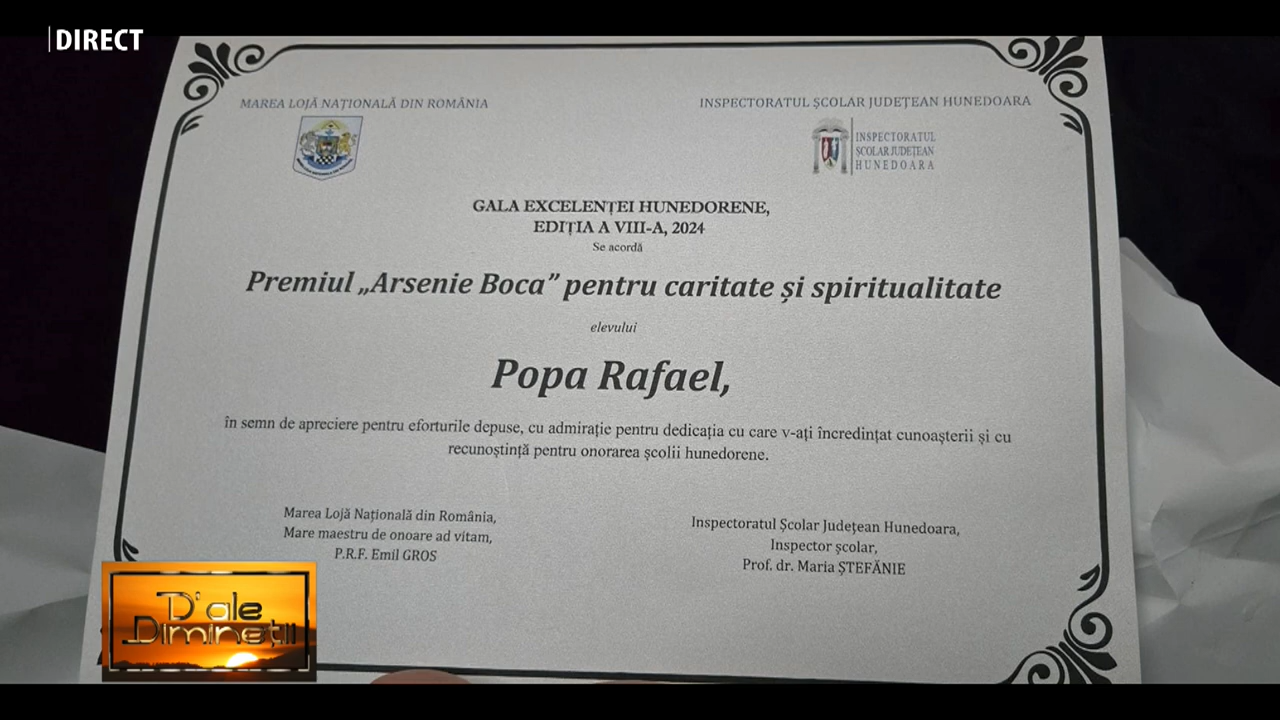 DIRECT
MAREA LOJĂ NAȚIONALĂ DIN ROMÂNIA
INSPECTORATUL ȘCOLAR JUDEȚEAN HUNEDOARA
INSPECTORATUL
ȘCOLAR JUDEȚEAN
HUNEDOARA
GALA EXCELENȚEI HUNEDORENE,
EDIȚIA A VIII-A, 2024
Se acordă
Premiul „Arsenie Boca” pentru caritate și spiritualitate
elevului
Popa Rafael,
în semn de apreciere pentru eforturile depuse, cu admirație pentru dedicația cu care v-ați încredințat cunoașterii și cu
recunoștință pentru onorarea școlii hunedorene.
Marea Lojă Națională din România,
Mare maestru de onoare ad vitam,
P.R.F. Emil GROS
Inspectoratul Școlar Județean Hunedoara,
Inspector școlar,
Prof. dr. Maria ȘTEFĂNIE
D'ale
Dimineții